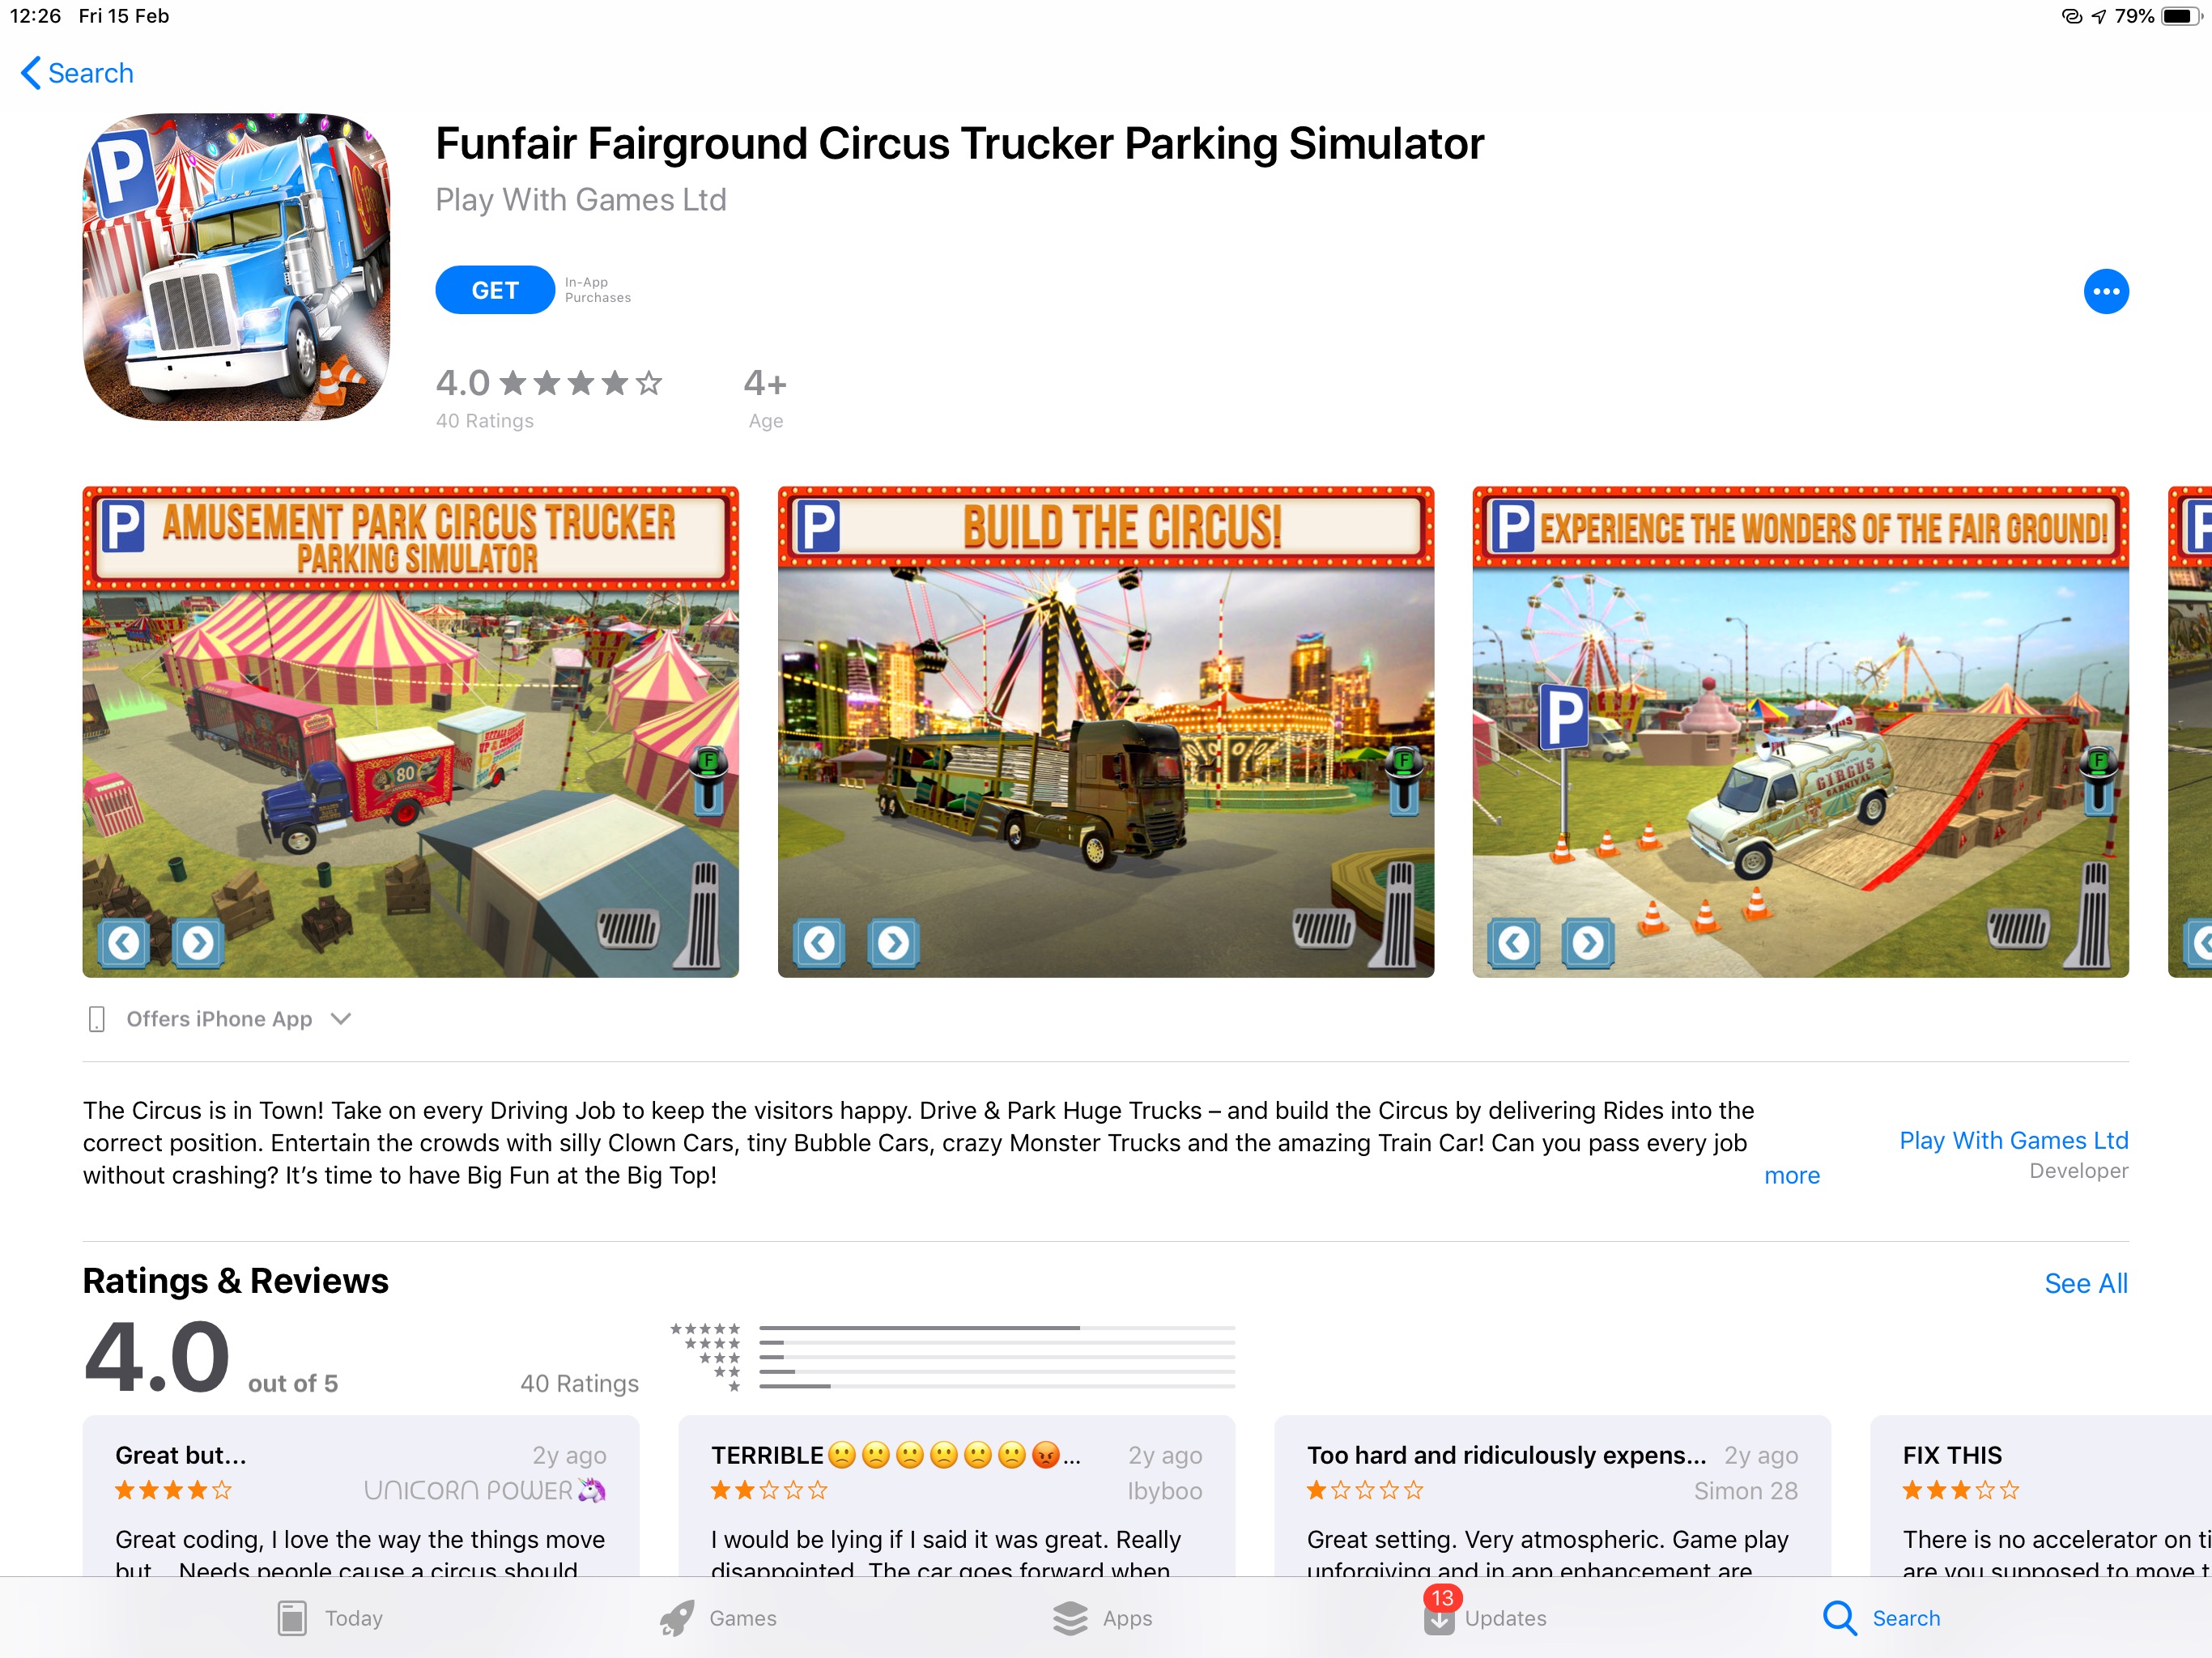 12:26 Fri 15 Feb
79%
Search
P
Funfair Fairground Circus Trucker Parking Simulator
Play With Games Ltd
GET
In-App
Purchases
4.0
40 Ratings
4+
Age
P AMUSEMENT PARK CIRCUS TRUCKER
PARKING SIMULATOR
80
F
P BUILD THE CIRCUS!
F
P EXPERIENCE THE WONDERS OF THE FAIR GROUND!
P
CIRCUS
CARNIVAL
F
Offers iPhone App
The Circus is in Town! Take on every Driving Job to keep the visitors happy. Drive & Park Huge Trucks – and build the Circus by delivering Rides into the
correct position. Entertain the crowds with silly Clown Cars, tiny Bubble Cars, crazy Monster Trucks and the amazing Train Car! Can you pass every job
without crashing? It’s time to have Big Fun at the Big Top!
more
Play With Games Ltd
Developer
Ratings & Reviews
See All
4.0 out of 5
40 Ratings
Great but... 2y ago
UNICORN POWER🦄
Great coding, I love the way the things move
but... Needs people cause a circus should
TERRIBLE🙁🙁🙁🙁🙁🙁😡... 2y ago
Ibyboo
I would be lying if I said it was great. Really
disappointed. The car goes forward when
Too hard and ridiculously expens... 2y ago
Simon 28
Great setting. Very atmospheric. Game play
unforgiving and in app enhancement are
FIX THIS
There is no accelerator on ti
are you supposed to move t
Today
Games
Apps
13
Updates
Search